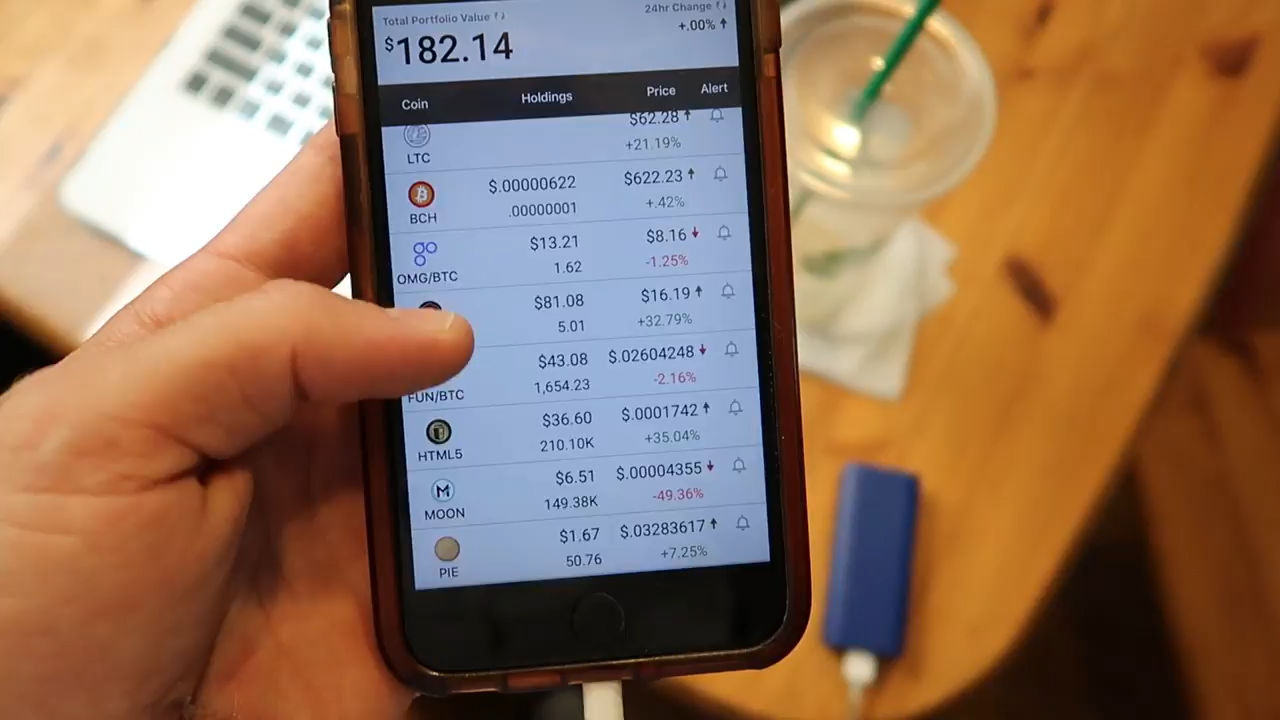 Total Portfolio Value
24hr Change
$182.14
+.00%
Coin Holdings Price Alert
$62.28
LTC +21.19%
$.00000622 $622.23
BCH .00000001 +.42%
$13.21 $8.16
OMG/BTC 1.62 -1.25%
$81.08 $16.19
5.01 +32.79%
$43.08 $.02604248
FUN/BTC 1,654.23 -2.16%
$36.60 $.0001742
HTML5 210.10K +35.04%
$6.51 $.00004355
MOON 149.38K -49.36%
$1.67 $.03283617
PIE 50.76 +7.25%